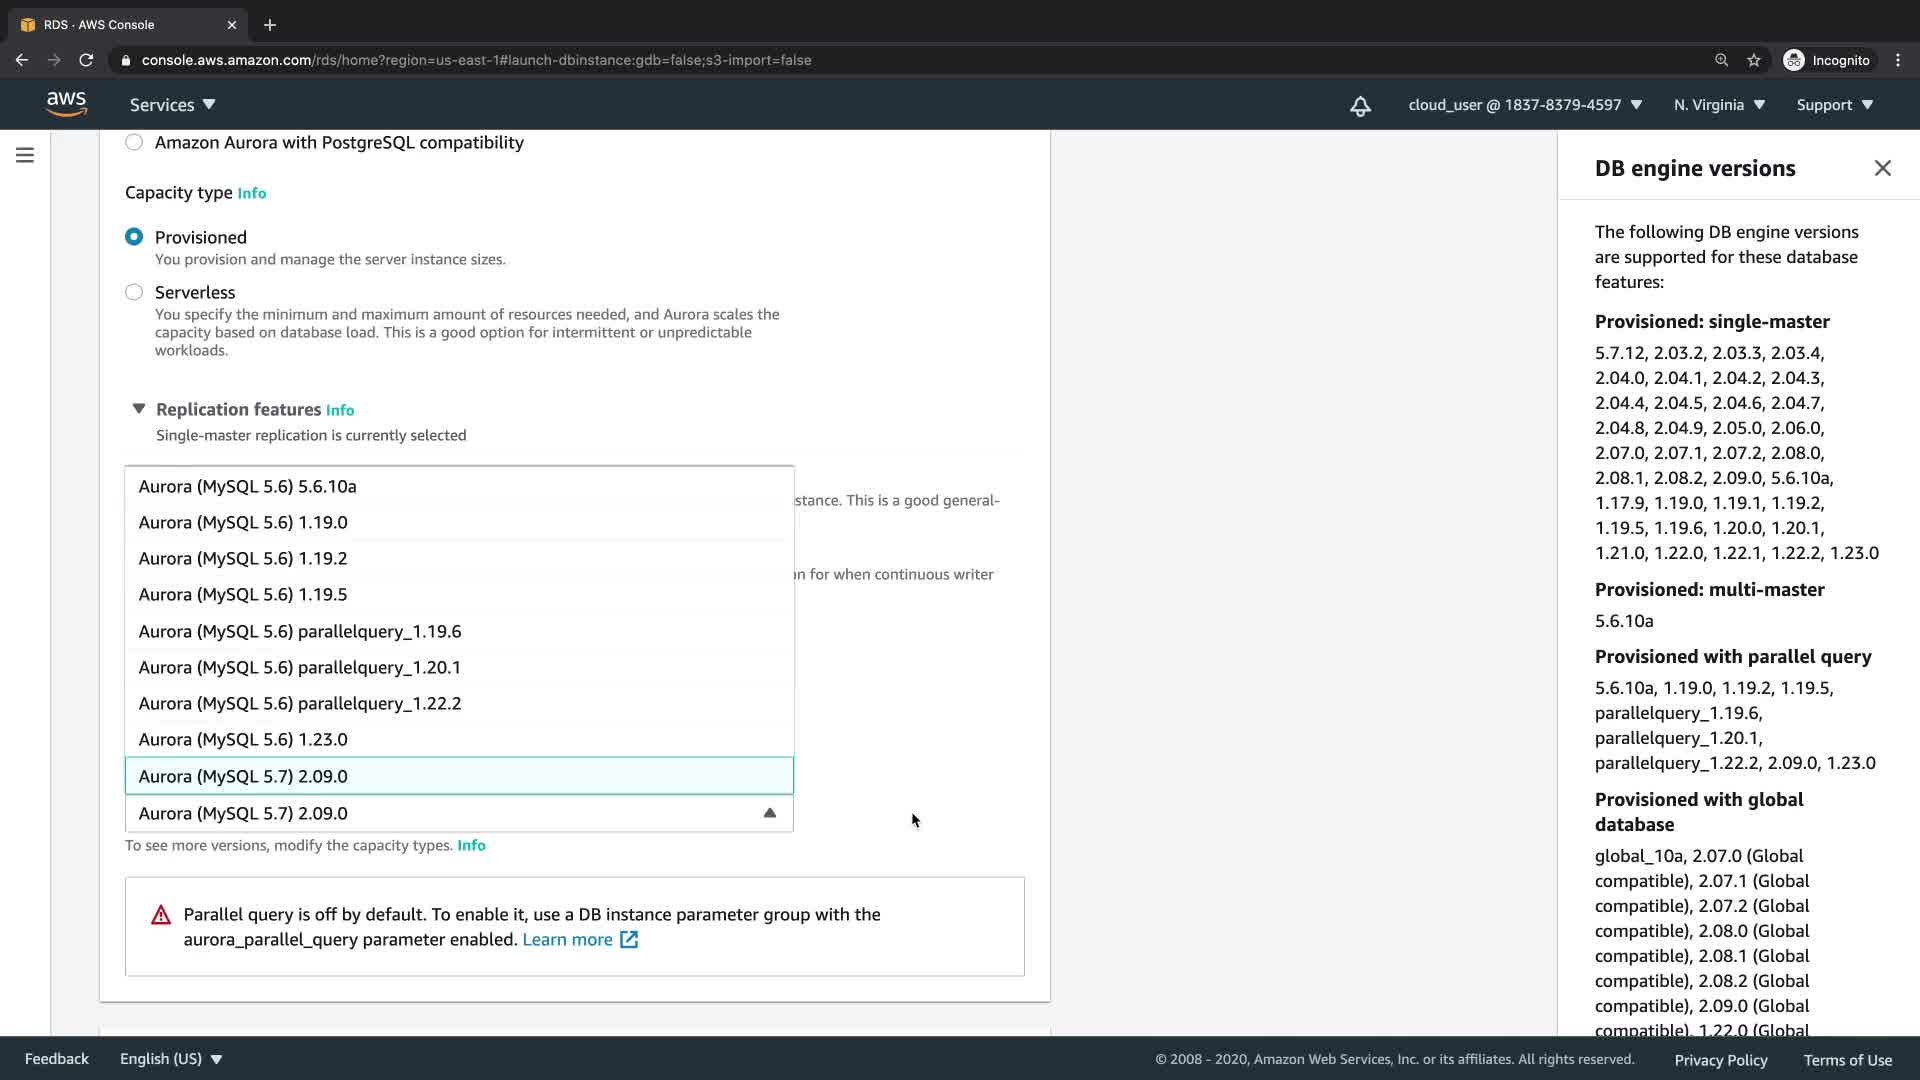 RDS · AWS Console
console.aws.amazon.com/rds/home?region=us-east-1#launch-dbinstance:gdb=false;s3-import=false
Incognito
aws
Services
cloud_user @ 1837-8379-4597
N. Virginia
Support
Amazon Aurora with PostgreSQL compatibility
Capacity type Info
Provisioned
You provision and manage the server instance sizes.
Serverless
You specify the minimum and maximum amount of resources needed, and Aurora scales the
capacity based on database load. This is a good option for intermittent or unpredictable
workloads.
Replication features Info
Single-master replication is currently selected
Aurora (MySQL 5.6) 5.6.10a
stance. This is a good general-
Aurora (MySQL 5.6) 1.19.0
Aurora (MySQL 5.6) 1.19.2
on for when continuous writer
Aurora (MySQL 5.6) 1.19.5
Aurora (MySQL 5.6) parallelquery_1.19.6
Aurora (MySQL 5.6) parallelquery_1.20.1
Aurora (MySQL 5.6) parallelquery_1.22.2
Aurora (MySQL 5.6) 1.23.0
Aurora (MySQL 5.7) 2.09.0
Aurora (MySQL 5.7) 2.09.0
To see more versions, modify the capacity types. Info
Parallel query is off by default. To enable it, use a DB instance parameter group with the
aurora_parallel_query parameter enabled. Learn more
DB engine versions
The following DB engine versions
are supported for these database
features:
Provisioned: single-master
5.7.12, 2.03.2, 2.03.3, 2.03.4,
2.04.0, 2.04.1, 2.04.2, 2.04.3,
2.04.4, 2.04.5, 2.04.6, 2.04.7,
2.04.8, 2.04.9, 2.05.0, 2.06.0,
2.07.0, 2.07.1, 2.07.2, 2.08.0,
2.08.1, 2.08.2, 2.09.0, 5.6.10a,
1.17.9, 1.19.0, 1.19.1, 1.19.2,
1.19.5, 1.19.6, 1.20.0, 1.20.1,
1.21.0, 1.22.0, 1.22.1, 1.22.2, 1.23.0
Provisioned: multi-master
5.6.10a
Provisioned with parallel query
5.6.10a, 1.19.0, 1.19.2, 1.19.5,
parallelquery_1.19.6,
parallelquery_1.20.1,
parallelquery_1.22.2, 2.09.0, 1.23.0
Provisioned with global
database
global_10a, 2.07.0 (Global
compatible), 2.07.1 (Global
compatible), 2.07.2 (Global
compatible), 2.08.0 (Global
compatible), 2.08.1 (Global
compatible), 2.08.2 (Global
compatible), 2.09.0 (Global
compatible), 1.22.0 (Global
Feedback
English (US)
© 2008 - 2020, Amazon Web Services, Inc. or its affiliates. All rights reserved.
Privacy Policy
Terms of Use